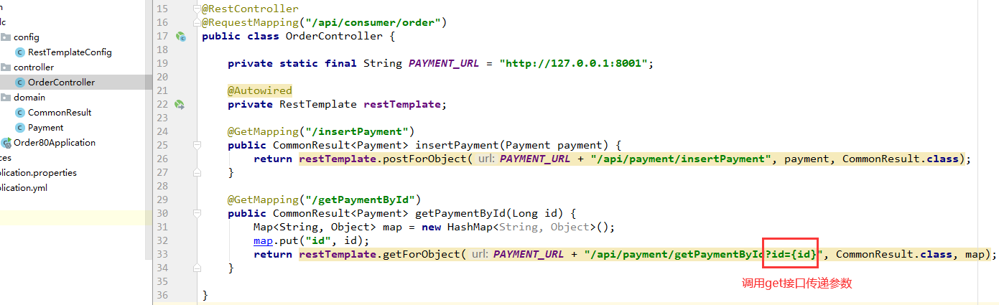 n
lc
config
RestTemplateConfig
controller
OrderController
domain
CommonResult
Payment
Order80Application
ces
plication.properties
plication.yml
15 @RestController
16 @RequestMapping("/api/consumer/order")
17 public class OrderController {
18
19 private static final String PAYMENT_URL = "http://127.0.0.1:8001";
20
21 @Autowired
22 private RestTemplate restTemplate;
23
24 @GetMapping("/insertPayment")
25 public CommonResult<Payment> insertPayment(Payment payment) {
26 return restTemplate.postForObject( url: PAYMENT_URL + "/api/payment/insertPayment", payment, CommonResult.class);
27 }
28
29 @GetMapping("/getPaymentById")
30 public CommonResult<Payment> getPaymentById(Long id) {
31 Map<String, Object> map = new HashMap<String, Object>();
32 map.put("id", id);
33 return restTemplate.getForObject( url: PAYMENT_URL + "/api/payment/getPaymentById?id={id}", CommonResult.class, map);
34 }
调用get接口传递参数
35
36 }